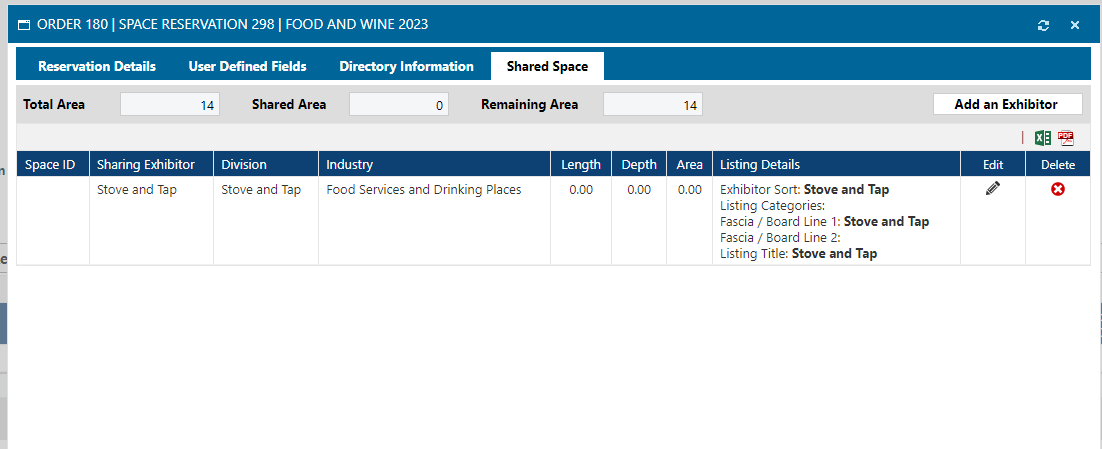 ORDER 180 | SPACE RESERVATION 298 | FOOD AND WINE 2023
Reservation Details User Defined Fields Directory Information Shared Space
Total Area 14 Shared Area 0 Remaining Area 14 Add an Exhibitor
Space ID Sharing Exhibitor Division Industry Length Depth Area Listing Details Edit Delete
Stove and Tap Stove and Tap Food Services and Drinking Places 0.00 0.00 0.00 Exhibitor Sort: Stove and Tap
Listing Categories:
Fascia / Board Line 1: Stove and Tap
Fascia / Board Line 2:
Listing Title: Stove and Tap